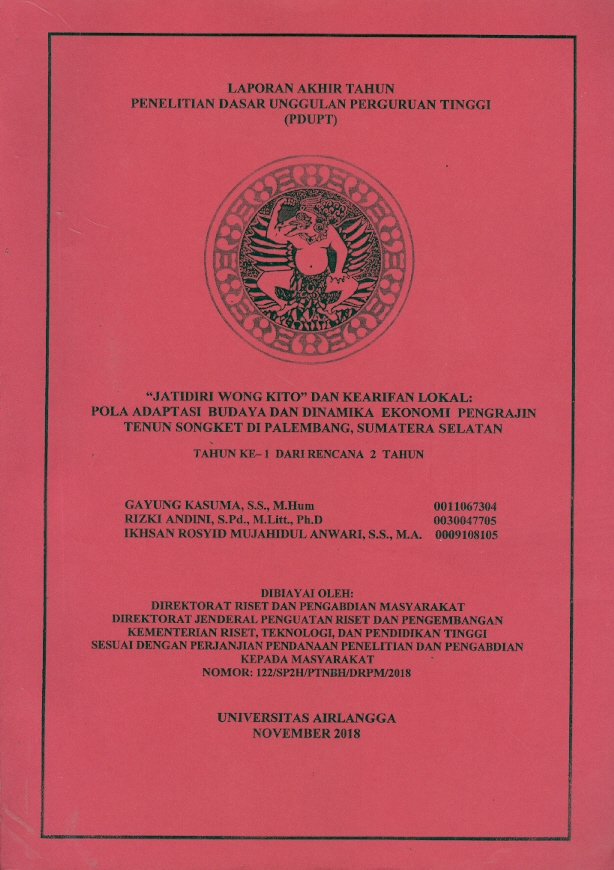 LAPORAN AKHIR TAHUN
PENELITIAN DASAR UNGGULAN PERGURUAN TINGGI
(PDUPT)
“JATIDIRI WONG KITO” DAN KEARIFAN LOKAL:
POLA ADAPTASI BUDAYA DAN DINAMIKA EKONOMI PENGRAJIN
TENUN SONGKET DI PALEMBANG, SUMATERA SELATAN
TAHUN KE– 1 DARI RENCANA 2 TAHUN
GAYUNG KASUMA, S.S., M.Hum 0011067304
RIZKI ANDINI, S.Pd., M.Litt., Ph.D 0030047705
IKHSAN ROSYID MUJAHIDUL ANWARI, S.S., M.A. 0009108105
DIBIAYAI OLEH:
DIREKTORAT RISET DAN PENGABDIAN MASYARAKAT
DIREKTORAT JENDERAL PENGUATAN RISET DAN PENGEMBANGAN
KEMENTERIAN RISET, TEKNOLOGI, DAN PENDIDIKAN TINGGI
SESUAI DENGAN PERJANJIAN PENDANAAN PENELITIAN DAN PENGABDIAN
KEPADA MASYARAKAT
NOMOR: 122/SP2H/PTNBH/DRPM/2018
UNIVERSITAS AIRLANGGA
NOVEMBER 2018